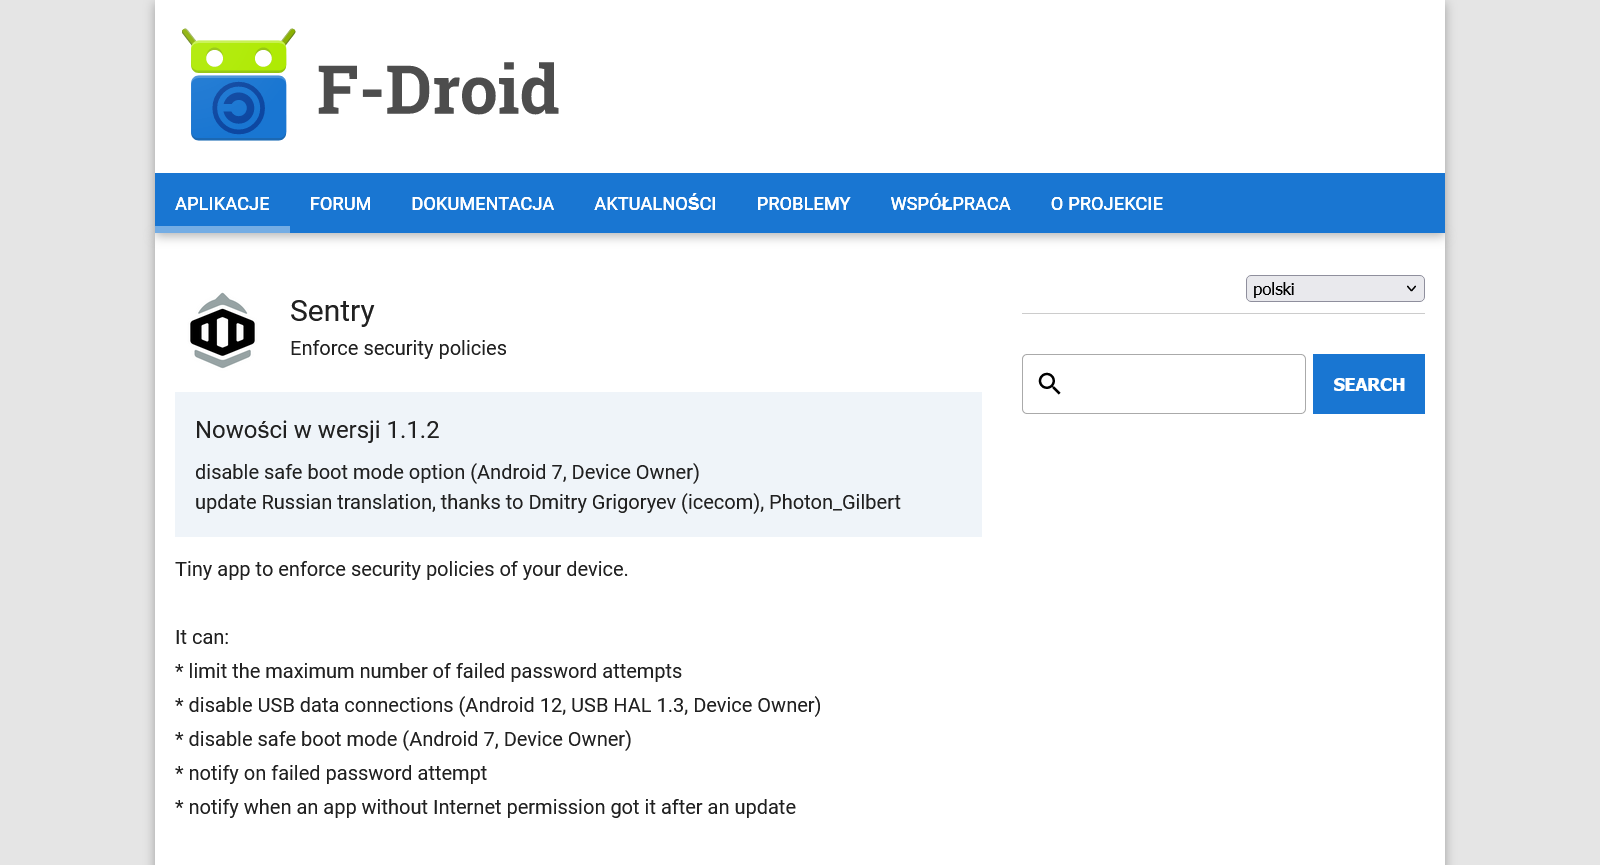 F-Droid
APLIKACJE FORUM DOKUMENTACJA AKTUALNOŚCI PROBLEMY WSPÓŁPRACA O PROJEKCIE
polski
SEARCH
Sentry
Enforce security policies
Nowości w wersji 1.1.2
disable safe boot mode option (Android 7, Device Owner)
update Russian translation, thanks to Dmitry Grigoryev (icecom), Photon_Gilbert
Tiny app to enforce security policies of your device.
It can:
* limit the maximum number of failed password attempts
* disable USB data connections (Android 12, USB HAL 1.3, Device Owner)
* disable safe boot mode (Android 7, Device Owner)
* notify on failed password attempt
* notify when an app without Internet permission got it after an update